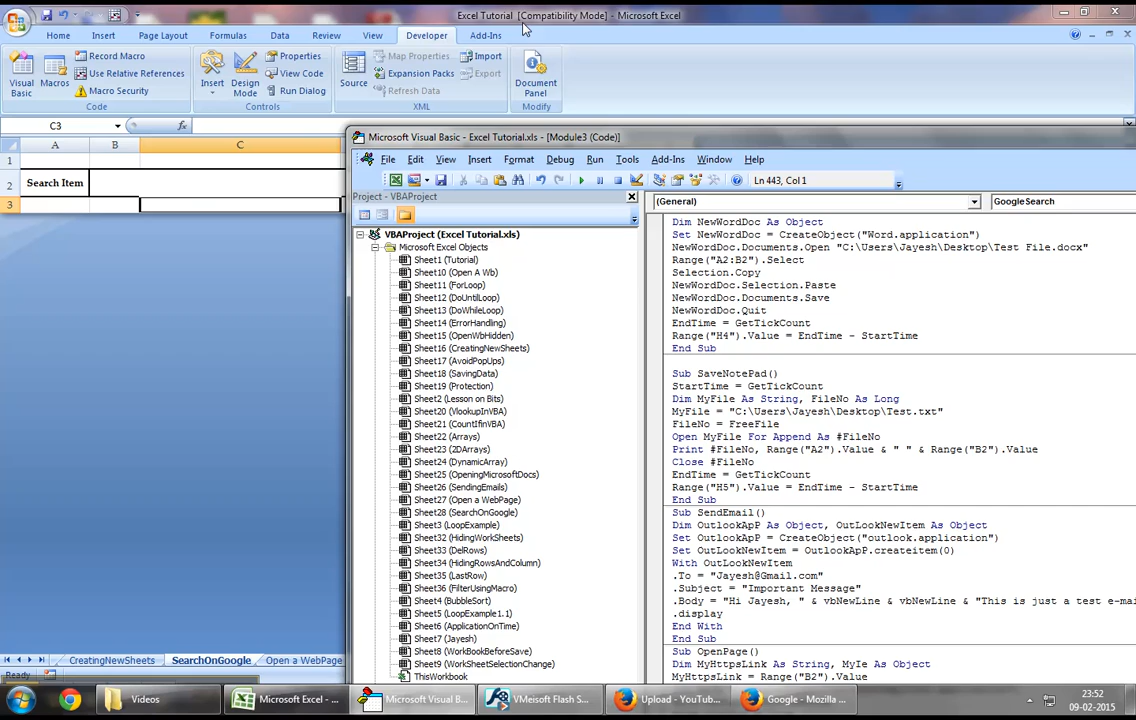 Excel Tutorial [Compatibility Mode] - Microsoft Excel
Home Insert Page Layout Formulas Data Review View Developer Add-Ins
Visual Basic
Macros
Record Macro
Use Relative References
Macro Security
Code
Insert
Design Mode
Properties
View Code
Run Dialog
Controls
Source
Map Properties
Expansion Packs
Refresh Data
Import
Export
XML
Document Panel
Modify
C3
fx
A B C
1
2 Search Item
3
Microsoft Visual Basic - Excel Tutorial.xls - [Module3 (Code)]
File Edit View Insert Format Debug Run Tools Add-Ins Window Help
Ln 443, Col 1
Project - VBAProject
VBAProject (Excel Tutorial.xls)
Microsoft Excel Objects
Sheet1 (Tutorial)
Sheet10 (Open A Wb)
Sheet11 (ForLoop)
Sheet12 (DoUntilLoop)
Sheet13 (DoWhileLoop)
Sheet14 (ErrorHandling)
Sheet15 (OpenWbHidden)
Sheet16 (CreatingNewSheets)
Sheet17 (AvoidPopUps)
Sheet18 (SavingData)
Sheet19 (Protection)
Sheet2 (Lesson on Bits)
Sheet20 (VlookupInVBA)
Sheet21 (CountIfinVBA)
Sheet22 (Arrays)
Sheet23 (2DArrays)
Sheet24 (DynamicArray)
Sheet25 (OpeningMicrosoftDocs)
Sheet26 (SendingEmails)
Sheet27 (Open a WebPage)
Sheet28 (SearchOnGoogle)
Sheet3 (LoopExample)
Sheet32 (HidingWorkSheets)
Sheet33 (DelRows)
Sheet34 (HidingRowsAndColumn)
Sheet35 (LastRow)
Sheet36 (FilterUsingMacro)
Sheet4 (BubbleSort)
Sheet5 (LoopExample1.1)
Sheet6 (ApplicationOnTime)
Sheet7 (Jayesh)
Sheet8 (WorkBookBeforeSave)
Sheet9 (WorkSheetSelectionChange)
ThisWorkbook
(General)
GoogleSearch
Dim NewWordDoc As Object
Set NewWordDoc = CreateObject("Word.application")
NewWordDoc.Documents.Open "C:\Users\Jayesh\Desktop\Test File.docx"
Range("A2:B2").Select
Selection.Copy
NewWordDoc.Selection.Paste
NewWordDoc.Documents.Save
NewWordDoc.Quit
EndTime = GetTickCount
Range("H4").Value = EndTime - StartTime
End Sub
Sub SaveNotePad()
StartTime = GetTickCount
Dim MyFile As String, FileNo As Long
MyFile = "C:\Users\Jayesh\Desktop\Test.txt"
FileNo = FreeFile
Open MyFile For Append As #FileNo
Print #FileNo, Range("A2").Value & " " & Range("B2").Value
Close #FileNo
EndTime = GetTickCount
Range("H5").Value = EndTime - StartTime
End Sub
Sub SendEmail()
Dim OutlookApP As Object, OutLookNewItem As Object
Set OutLookApP = CreateObject("outlook.application")
Set OutLookNewItem = OutlookApP.createitem(0)
With OutLookNewItem
.To = "Jayesh@Gmail.com"
.Subject = "Important Message"
.Body = "Hi Jayesh, " & vbNewLine & vbNewLine & "This is just a test e-mai
.display
End With
End Sub
Sub OpenPage()
Dim MyHttpsLink As String, MyIe As Object
MyHttpsLink = Range("B2").Value
CreatingNewSheets SearchOnGoogle Open a WebPage
Ready
Videos
Microsoft Excel - ...
Microsoft Visual B...
VMeisoft Flash S...
Upload - YouTub...
Google - Mozilla ...
23:52
09-02-2015